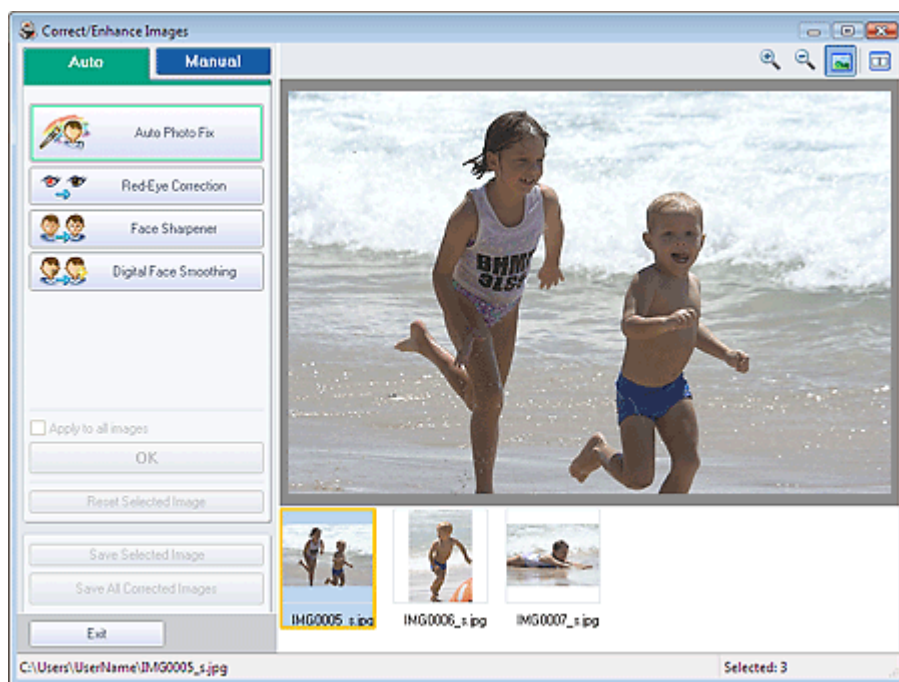 Correct/Enhance Images
Auto
Manual
Auto Photo Fix
Red-Eye Correction
Face Sharpener
Digital Face Smoothing
Apply to all images
OK
Reset Selected Image
Save Selected Image
Save All Corrected Images
Exit
IMG0005_s.jpg
IMG0006_s.jpg
IMG0007_s.jpg
C:\Users\UserName\IMG0005_s.jpg
Selected: 3